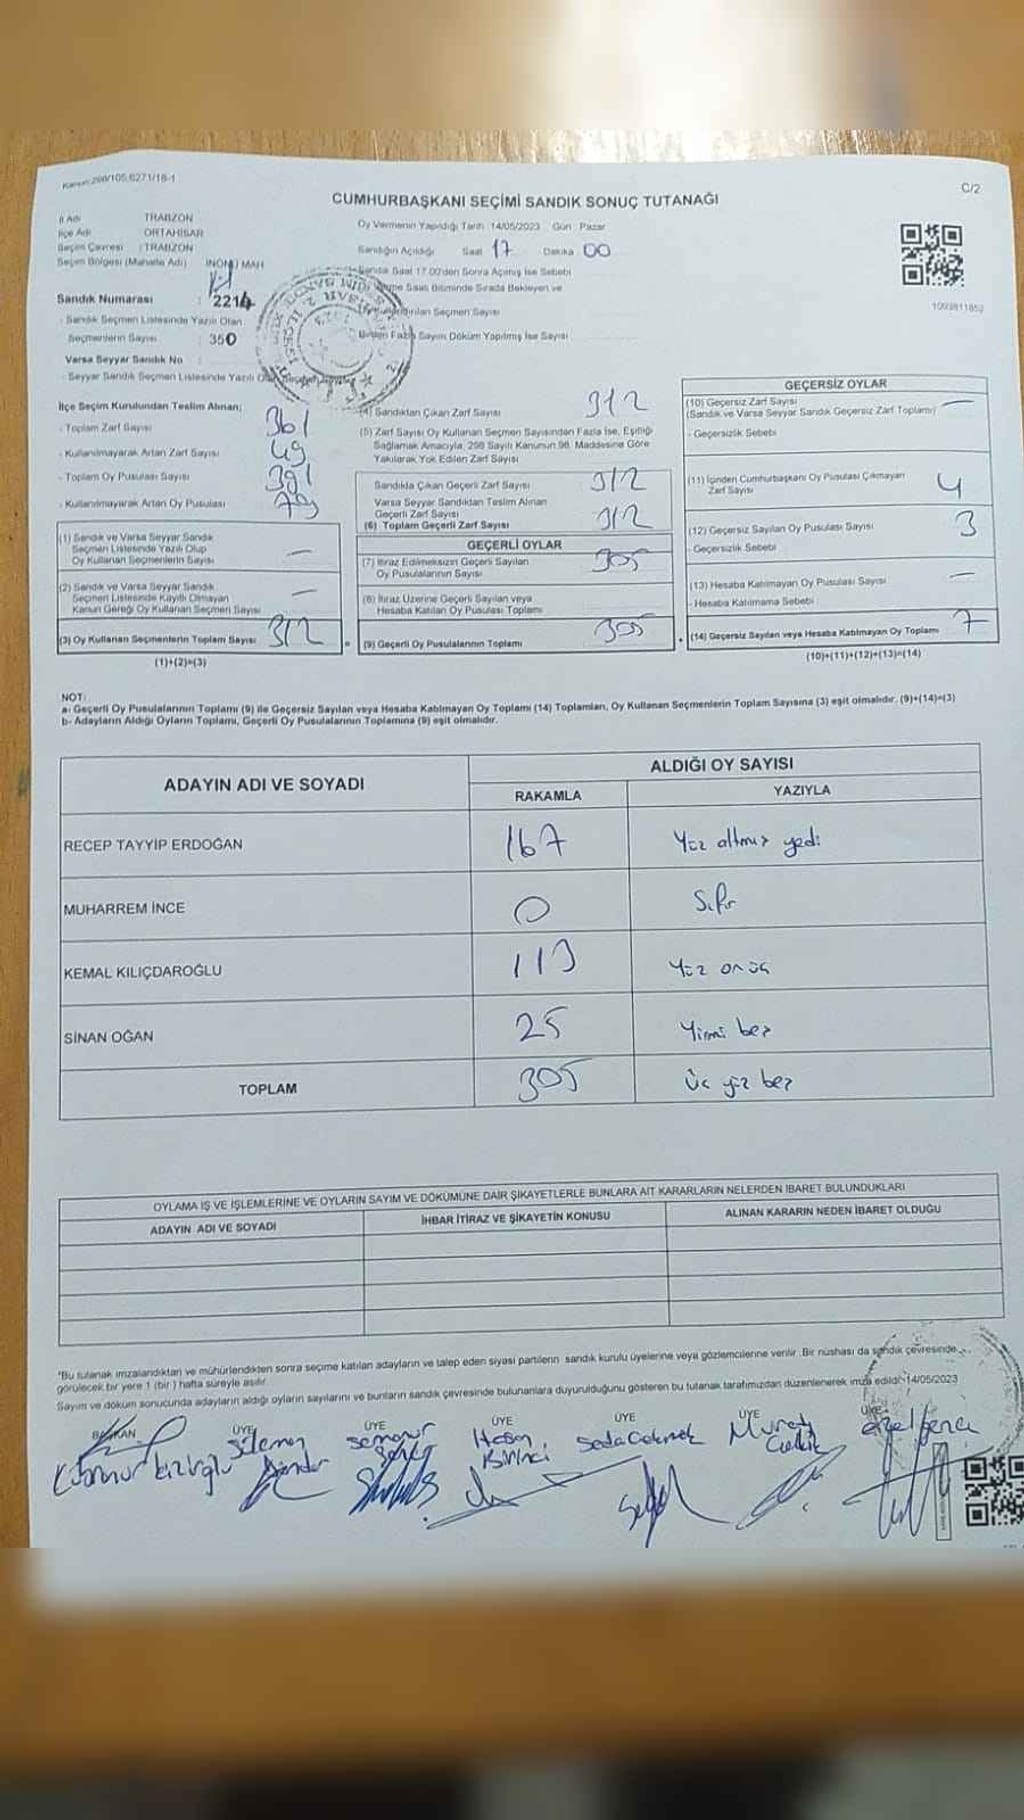 Kanun:298/105,6271/18-1
C/2
CUMHURBAŞKANI SEÇİMİ SANDIK SONUÇ TUTANAĞI
İl Adı TRABZON
İlçe Adı ORTAHİSAR
Seçim Çevresi : TRABZON
Seçim Bölgesi (Mahalle Adı) İNÖNÜ MAH
Sandık Numarası : 2214
- Sandık Seçmen Listesinde Yazılı Olan
Seçmenlerin Sayısı : 350
Varsa Seyyar Sandık No
- Seyyar Sandık Seçmen Listesinde Yazılı
Oy Vermenin Yapıldığı Tarih : 14/05/2023 Gün : Pazar
Sandığın Açıldığı Saat 17 Dakika 00
Sandık Saat 17.00'den Sonra Açılmış İse Sebebi
Saati Bitiminde Sırada Bekleyen ve
Seçmen Sayısı
Birden Fazla Sayım Döküm Yapılmış İse Sayısı
1093811852
İlçe Seçim Kurulundan Teslim Alınan;
- Toplam Zarf Sayısı 361
- Kullanılmayarak Artan Zarf Sayısı 49
- Toplam Oy Pusulası Sayısı 391
- Kullanılmayarak Artan Oy Pusulası 79
(1) Sandık ve Varsa Seyyar Sandık
Seçmen Listesinde Yazılı Olup
Oy Kullanan Seçmenlerin Sayısı —
(2) Sandık ve Varsa Seyyar Sandık
Seçmen Listesinde Kayıtlı Olmayan
Kanun Gereği Oy Kullanan Seçmen Sayısı —
(3) Oy Kullanan Seçmenlerin Toplam Sayısı 312
(1)+(2)=(3)
(4) Sandıktan Çıkan Zarf Sayısı 312
(5) Zarf Sayısı Oy Kullanan Seçmen Sayısından Fazla İse, Eşitliği
Sağlamak Amacıyla, 298 Sayılı Kanunun 98. Maddesine Göre
Yakılarak Yok Edilen Zarf Sayısı
Sandıkta Çıkan Geçerli Zarf Sayısı 312
Varsa Seyyar Sandıktan Teslim Alınan
Geçerli Zarf Sayısı
(6) Toplam Geçerli Zarf Sayısı 312
GEÇERLİ OYLAR
(7) İtiraz Edilmeksizin Geçerli Sayılan
Oy Pusulalarının Sayısı 305
(8) İtiraz Üzerine Geçerli Sayılan veya
Hesaba Katılan Oy Pusulası Toplamı
= (9) Geçerli Oy Pusulalarının Toplamı 305
GEÇERSİZ OYLAR
(10) Geçersiz Zarf Sayısı —
(Sandık ve Varsa Seyyar Sandık Geçersiz Zarf Toplamı)
- Geçersizlik Sebebi
(11) İçinden Cumhurbaşkanı Oy Pusulası Çıkmayan
Zarf Sayısı 4
(12) Geçersiz Sayılan Oy Pusulası Sayısı 3
- Geçersizlik Sebebi
(13) Hesaba Katılmayan Oy Pusulası Sayısı —
- Hesaba Katılmama Sebebi
+ (14) Geçersiz Sayılan veya Hesaba Katılmayan Oy Toplamı 7
(10)+(11)+(12)+(13)=(14)
NOT:
a- Geçerli Oy Pusulalarının Toplamı (9) ile Geçersiz Sayılan veya Hesaba Katılmayan Oy Toplamı (14) Toplamları, Oy Kullanan Seçmenlerin Toplam Sayısına (3) eşit olmalıdır. (9)+(14)=(3)
b- Adayların Aldığı Oyların Toplamı, Geçerli Oy Pusulalarının Toplamına (9) eşit olmalıdır.
ADAYIN ADI VE SOYADI ALDIĞI OY SAYISI
RAKAMLA YAZIYLA
RECEP TAYYİP ERDOĞAN 167 Yüz altmış yedi
MUHARREM İNCE 0 Sıfır
KEMAL KILIÇDAROĞLU 113 Yüz on üç
SİNAN OĞAN 25 Yirmi beş
TOPLAM 305 Üç yüz beş
OYLAMA İŞ VE İŞLEMLERİNE VE OYLARIN SAYIM VE DÖKÜMÜNE DAİR ŞİKAYETLERLE BUNLARA AİT KARARLARIN NELERDEN İBARET BULUNDUKLARI
ADAYIN ADI VE SOYADI İHBAR İTİRAZ VE ŞİKAYETİN KONUSU ALINAN KARARIN NEDEN İBARET OLDUĞU
*Bu tutanak imzalandıktan ve mühürlendikten sonra seçime katılan adayların ve talep eden siyasi partilerin sandık kurulu üyelerine veya gözlemcilerine verilir. Bir nüshası da sandık çevresinde
görülecek bir yere 1 (bir) hafta süreyle asılır.
Sayım ve döküm sonucunda adayların aldığı oyların sayılarını ve bunların sandık çevresinde bulunanlara duyurulduğunu gösteren bu tutanak tarafımızdan düzenlenerek imza edildi. 14/05/2023
BAŞKAN ÜYE ÜYE ÜYE ÜYE ÜYE ÜYE
Semanur
Hasan Birinci
Seda Çakmak
Murat Çelik